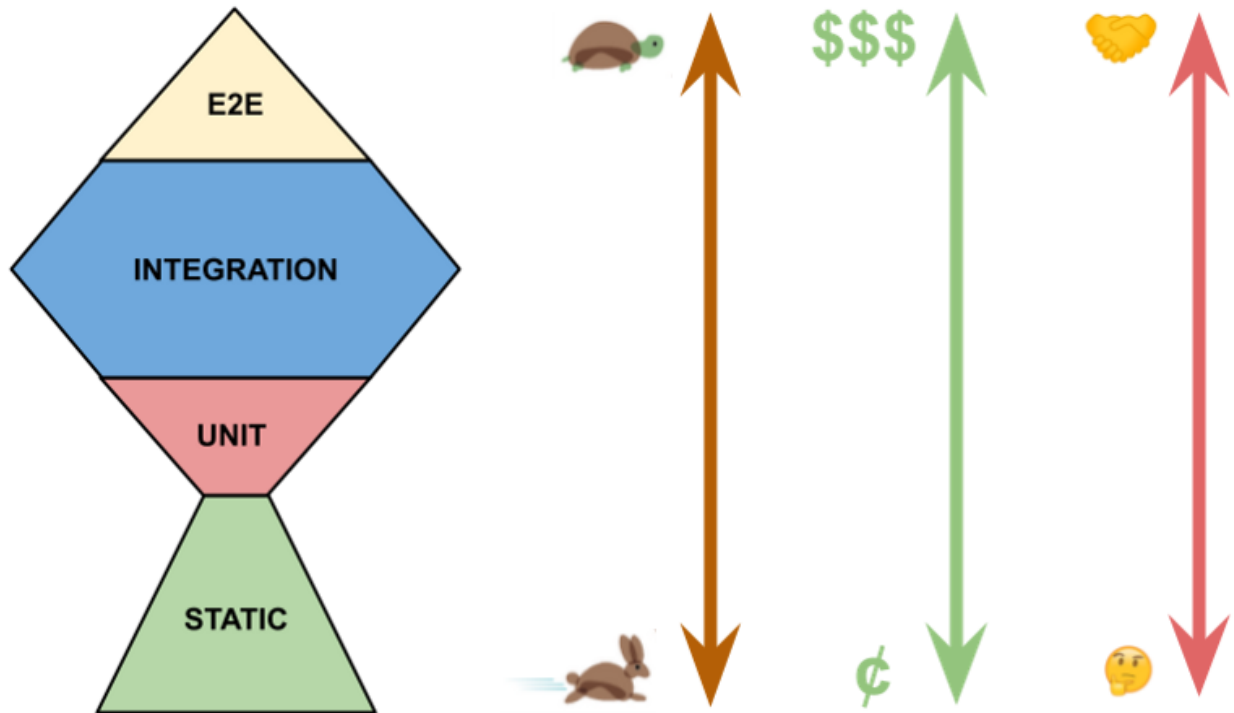 E2E
INTEGRATION
UNIT
STATIC
$$$
¢